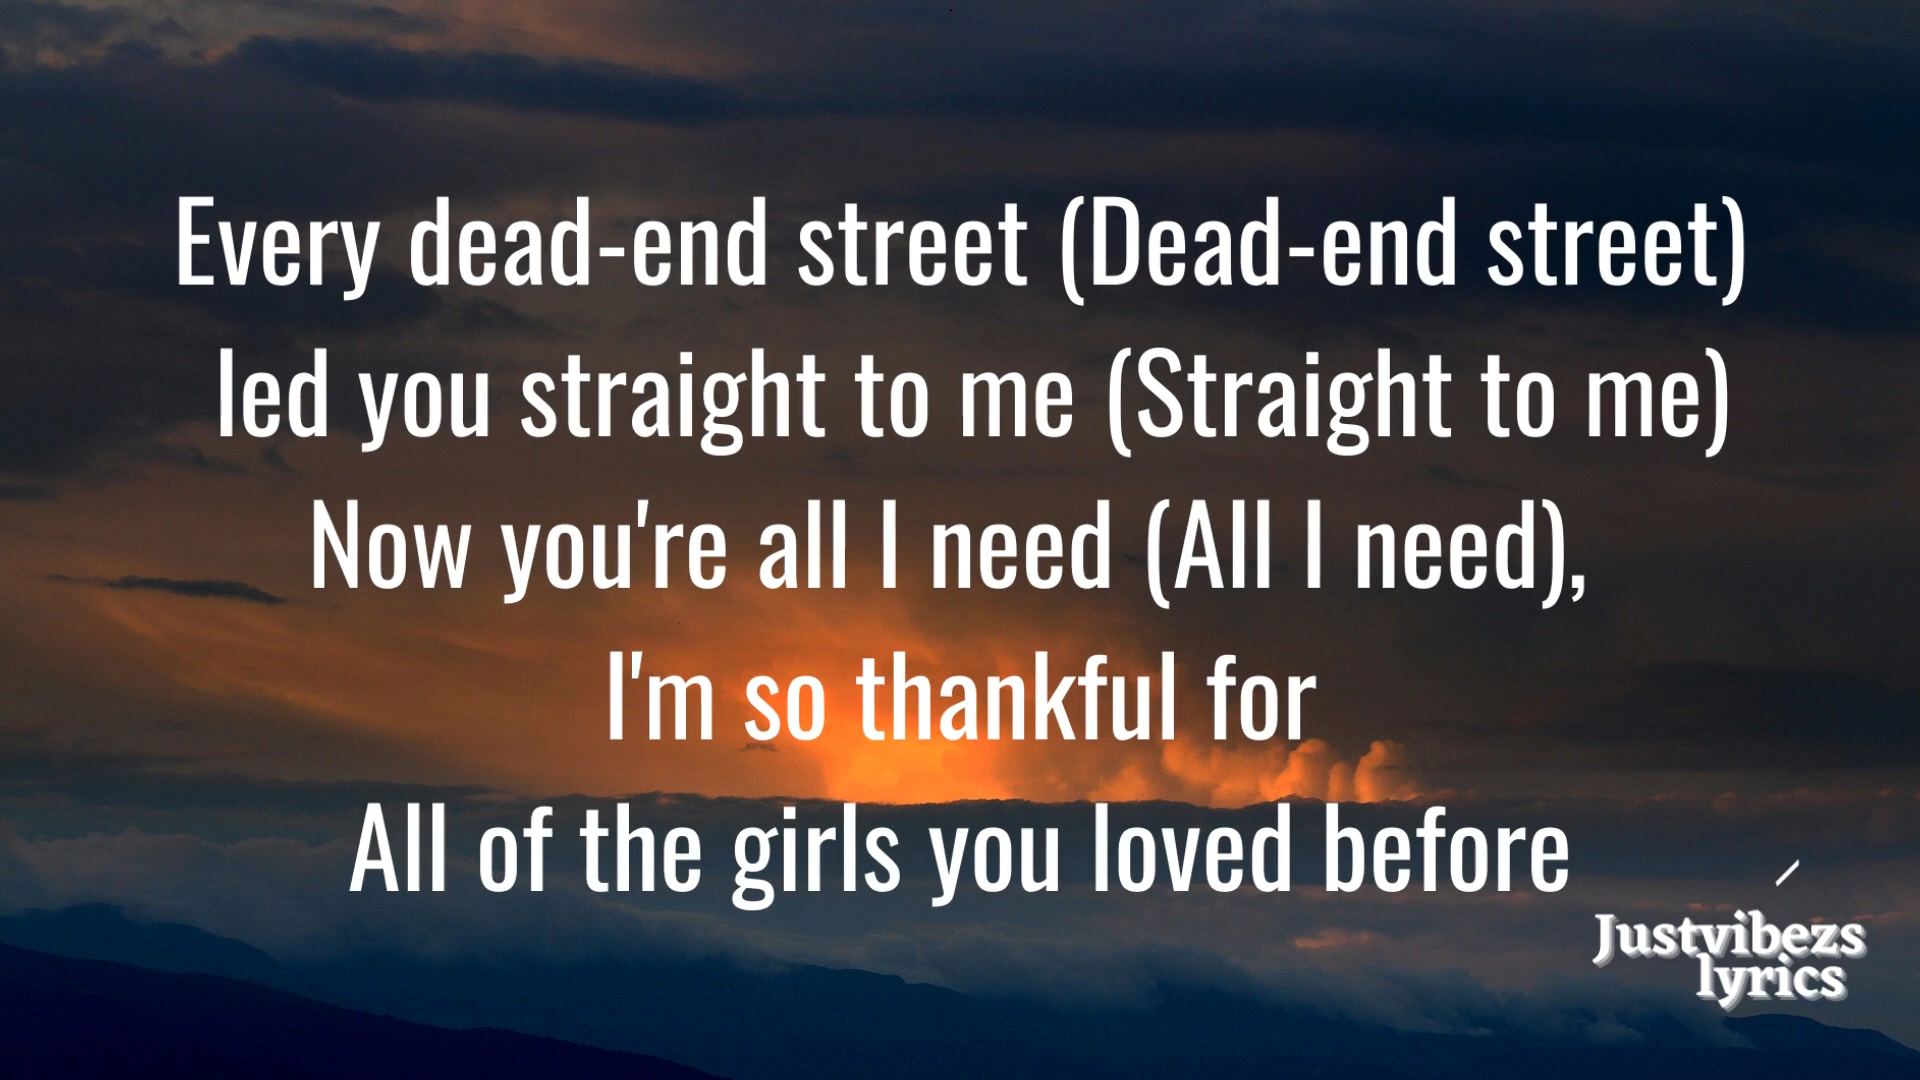 Every dead-end street (Dead-end street)
led you straight to me (Straight to me)
Now you're all I need (All I need),
I'm so thankful for
All of the girls you loved before
Justvibezs
lyrics